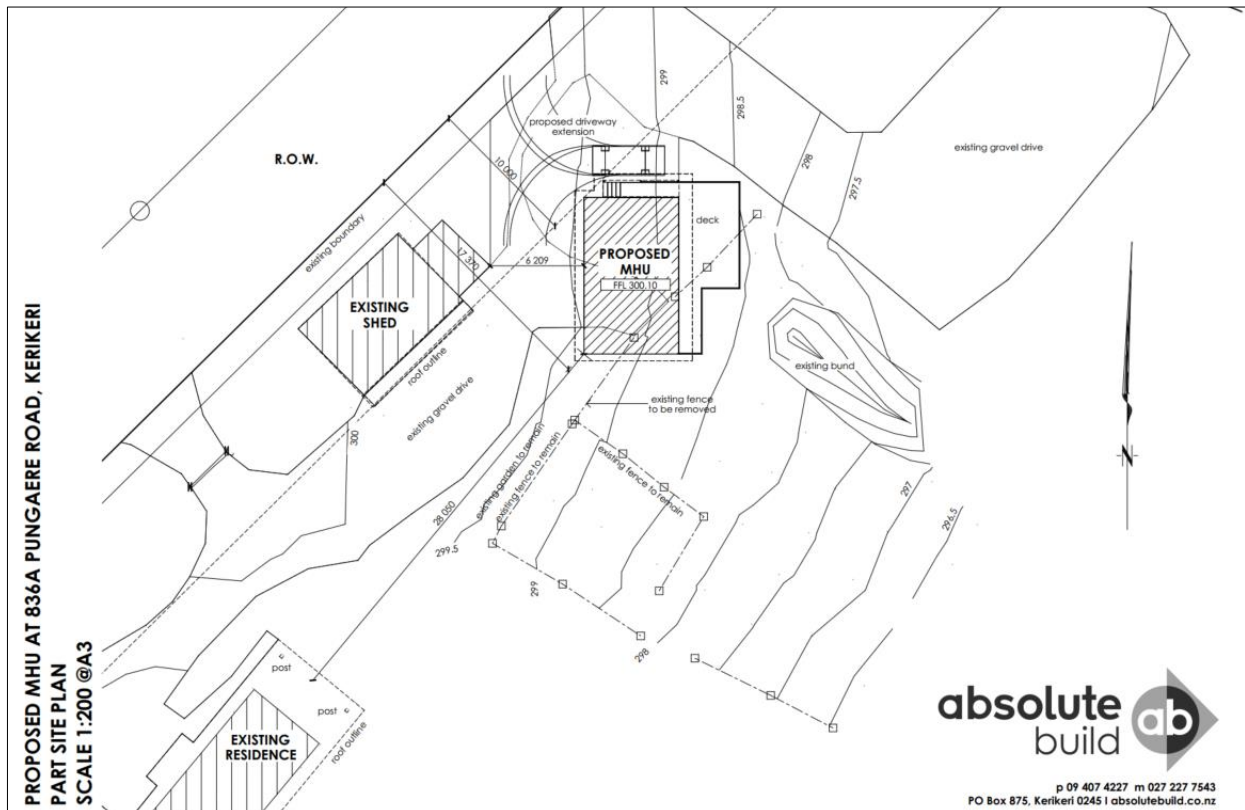 PROPOSED MHU AT 836A PUNGAERE ROAD, KERIKERI
PART SITE PLAN
SCALE 1:200 @A3
R.O.W.
existing boundary
proposed driveway
extension
299
298.5
298
297.5
existing gravel drive
10 000
17 370
6 209
deck
PROPOSED
MHU
FFL 300.10
EXISTING
SHED
roof outline
existing gravel drive
300
existing bund
existing fence
to be removed
existing garden to remain
existing fence to remain
existing fence to remain
28 050
299.5
299
298
297
296.5
N
post
post
roof outline
EXISTING
RESIDENCE
absolute
build
ab
p 09 407 4227 m 027 227 7543
PO Box 875, Kerikeri 0245 I absolutebuild.co.nz